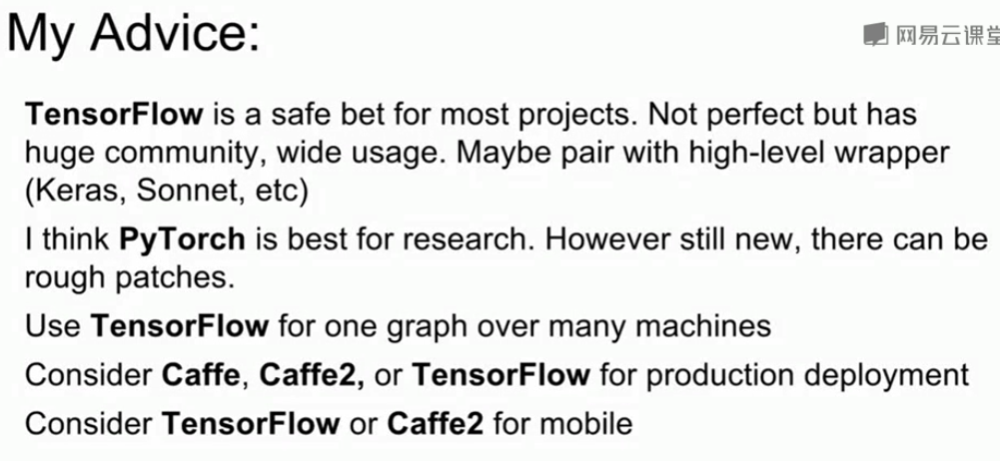 My Advice:
网易云课堂
TensorFlow is a safe bet for most projects. Not perfect but has
huge community, wide usage. Maybe pair with high-level wrapper
(Keras, Sonnet, etc)
I think PyTorch is best for research. However still new, there can be
rough patches.
Use TensorFlow for one graph over many machines
Consider Caffe, Caffe2, or TensorFlow for production deployment
Consider TensorFlow or Caffe2 for mobile